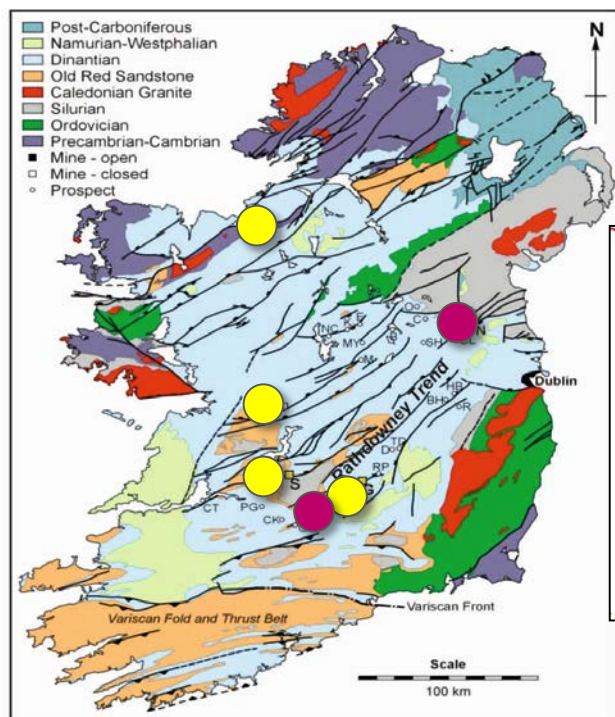 Post-Carboniferous
Namurian-Westphalian
Dinantian
Old Red Sandstone
Caledonian Granite
Silurian
Ordovician
Precambrian-Cambrian
Mine - open
Mine - closed
Prospect
N
O
C
E
K
INC
MY
M
SH
N
Dublin
HB
BH
R
Rathdowney Trend
TD
D
RP
S
G
CT
PG
CK
Variscan Front
Variscan Fold and Thrust Belt
Scale
100 km